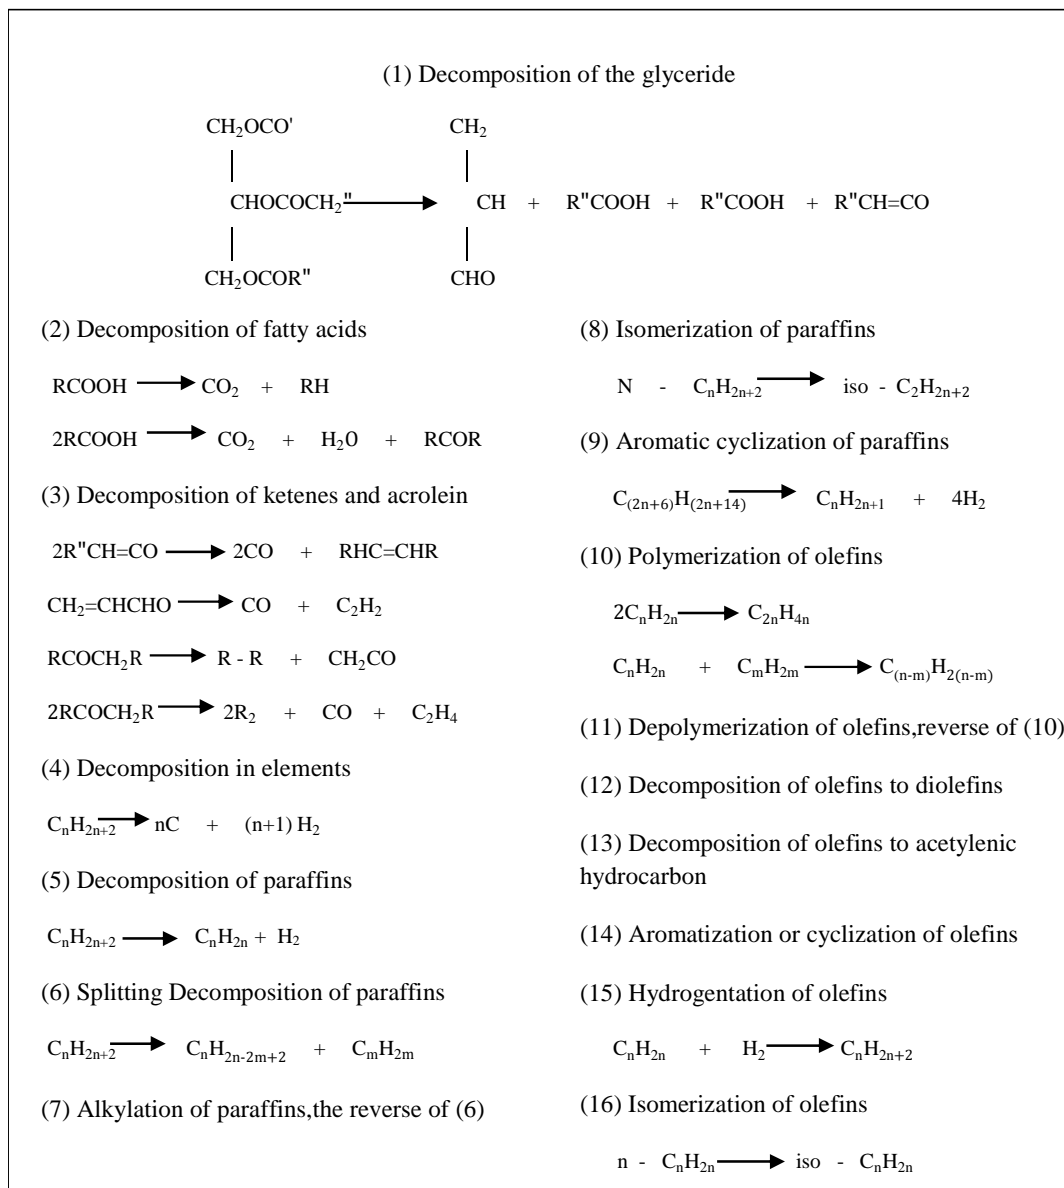 (1) Decomposition of the glyceride
CH₂OCO' CH₂
CHOCOCH₂" CH + R"COOH + R"COOH + R"CH=CO
CH₂OCOR" CHO
(2) Decomposition of fatty acids
RCOOH → CO₂ + RH
2RCOOH → CO₂ + H₂O + RCOR
(3) Decomposition of ketenes and acrolein
2R"CH=CO → 2CO + RHC=CHR
CH₂=CHCHO → CO + C₂H₂
RCOCH₂R → R - R + CH₂CO
2RCOCH₂R → 2R₂ + CO + C₂H₄
(4) Decomposition in elements
CₙH₂ₙ₊₂ → nC + (n+1) H₂
(5) Decomposition of paraffins
CₙH₂ₙ₊₂ → CₙH₂ₙ + H₂
(6) Splitting Decomposition of paraffins
CₙH₂ₙ₊₂ → CₙH₂ₙ₋₂ₘ₊₂ + CₘH₂ₘ
(7) Alkylation of paraffins,the reverse of (6)
(8) Isomerization of paraffins
N - CₙH₂ₙ₊₂ → iso - C₂H₂ₙ₊₂
(9) Aromatic cyclization of paraffins
C₍₂ₙ₊₆₎H₍₂ₙ₊₁₄₎ → CₙH₂ₙ₊₁ + 4H₂
(10) Polymerization of olefins
2CₙH₂ₙ → C₂ₙH₄ₙ
CₙH₂ₙ + CₘH₂ₘ → C₍ₙ₋ₘ₎H₂₍ₙ₋ₘ₎
(11) Depolymerization of olefins,reverse of (10)
(12) Decomposition of olefins to diolefins
(13) Decomposition of olefins to acetylenic
hydrocarbon
(14) Aromatization or cyclization of olefins
(15) Hydrogentation of olefins
CₙH₂ₙ + H₂ → CₙH₂ₙ₊₂
(16) Isomerization of olefins
n - CₙH₂ₙ → iso - CₙH₂ₙ